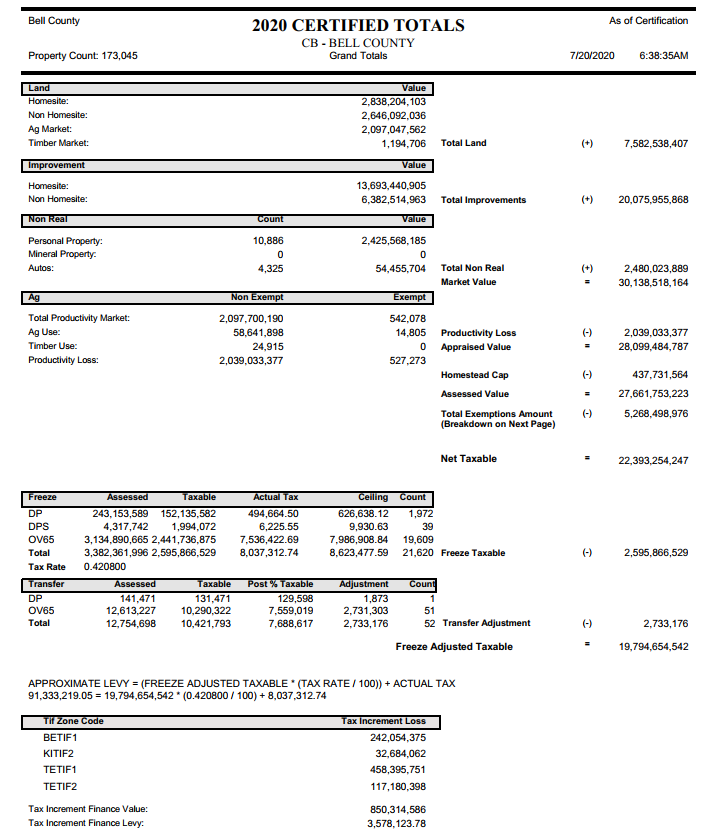 Bell County 2020 CERTIFIED TOTALS As of Certification
CB - BELL COUNTY
Property Count: 173,045 Grand Totals 7/20/2020 6:38:35AM
Land Value
Homesite: 2,838,204,103
Non Homesite: 2,646,092,036
Ag Market: 2,097,047,562
Timber Market: 1,194,706 Total Land (+) 7,582,538,407
Improvement Value
Homesite: 13,693,440,905
Non Homesite: 6,382,514,963 Total Improvements (+) 20,075,955,868
Non Real Count Value
Personal Property: 10,886 2,425,568,185
Mineral Property: 0 0
Autos: 4,325 54,455,704 Total Non Real (+) 2,480,023,889
Market Value = 30,138,518,164
Ag Non Exempt Exempt
Total Productivity Market: 2,097,700,190 542,078
Ag Use: 58,641,898 14,805 Productivity Loss (-) 2,039,033,377
Timber Use: 24,915 0 Appraised Value = 28,099,484,787
Productivity Loss: 2,039,033,377 527,273
Homestead Cap (-) 437,731,564
Assessed Value = 27,661,753,223
Total Exemptions Amount (-) 5,268,498,976
(Breakdown on Next Page)
Net Taxable = 22,393,254,247
Freeze Assessed Taxable Actual Tax Ceiling Count
DP 243,153,589 152,135,582 494,664.50 626,638.12 1,972
DPS 4,317,742 1,994,072 6,225.55 9,930.63 39
OV65 3,134,890,665 2,441,736,875 7,536,422.69 7,986,908.84 19,609
Total 3,382,361,996 2,595,866,529 8,037,312.74 8,623,477.59 21,620 Freeze Taxable (-) 2,595,866,529
Tax Rate 0.420800
Transfer Assessed Taxable Post % Taxable Adjustment Count
DP 141,471 131,471 129,598 1,873 1
OV65 12,613,227 10,290,322 7,559,019 2,731,303 51
Total 12,754,698 10,421,793 7,688,617 2,733,176 52 Transfer Adjustment (-) 2,733,176
Freeze Adjusted Taxable = 19,794,654,542
APPROXIMATE LEVY = (FREEZE ADJUSTED TAXABLE * (TAX RATE / 100)) + ACTUAL TAX
91,333,219.05 = 19,794,654,542 * (0.420800 / 100) + 8,037,312.74
Tif Zone Code Tax Increment Loss
BETIF1 242,054,375
KITIF2 32,684,062
TETIF1 458,395,751
TETIF2 117,180,398
Tax Increment Finance Value: 850,314,586
Tax Increment Finance Levy: 3,578,123.78